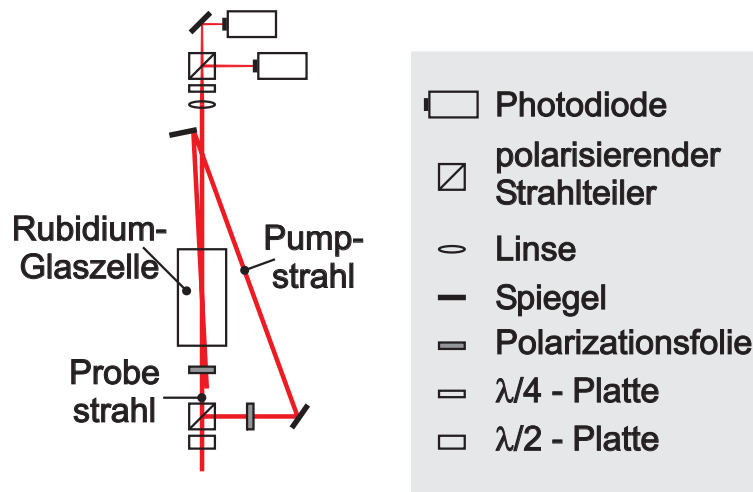 Rubidium-
Glaszelle
Pump-
strahl
Probe
strahl
Photodiode
polarisierender
Strahlteiler
Linse
Spiegel
Polarizationsfolie
λ/4 - Platte
λ/2 - Platte